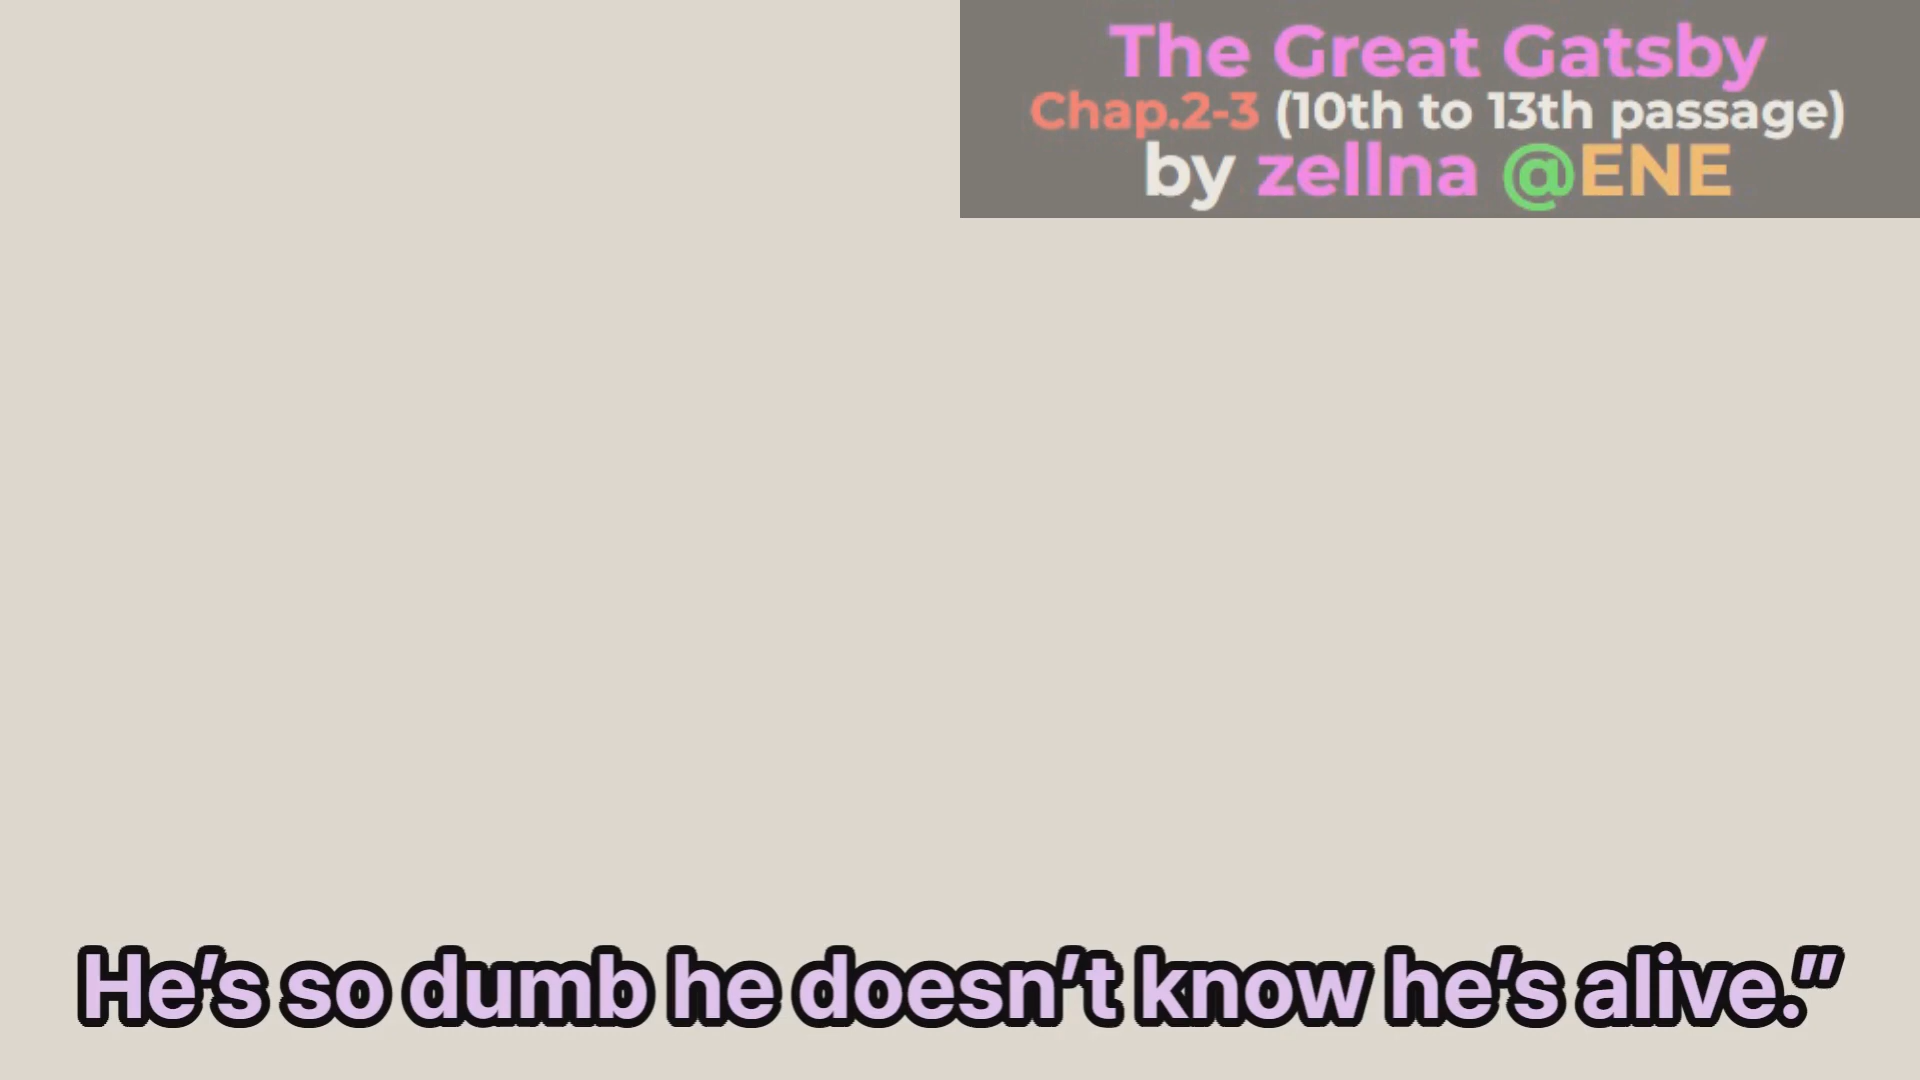 The Great Gatsby
Chap.2-3 (10th to 13th passage)
by zellna @ENE
He’s so dumb he doesn’t know he’s alive.”